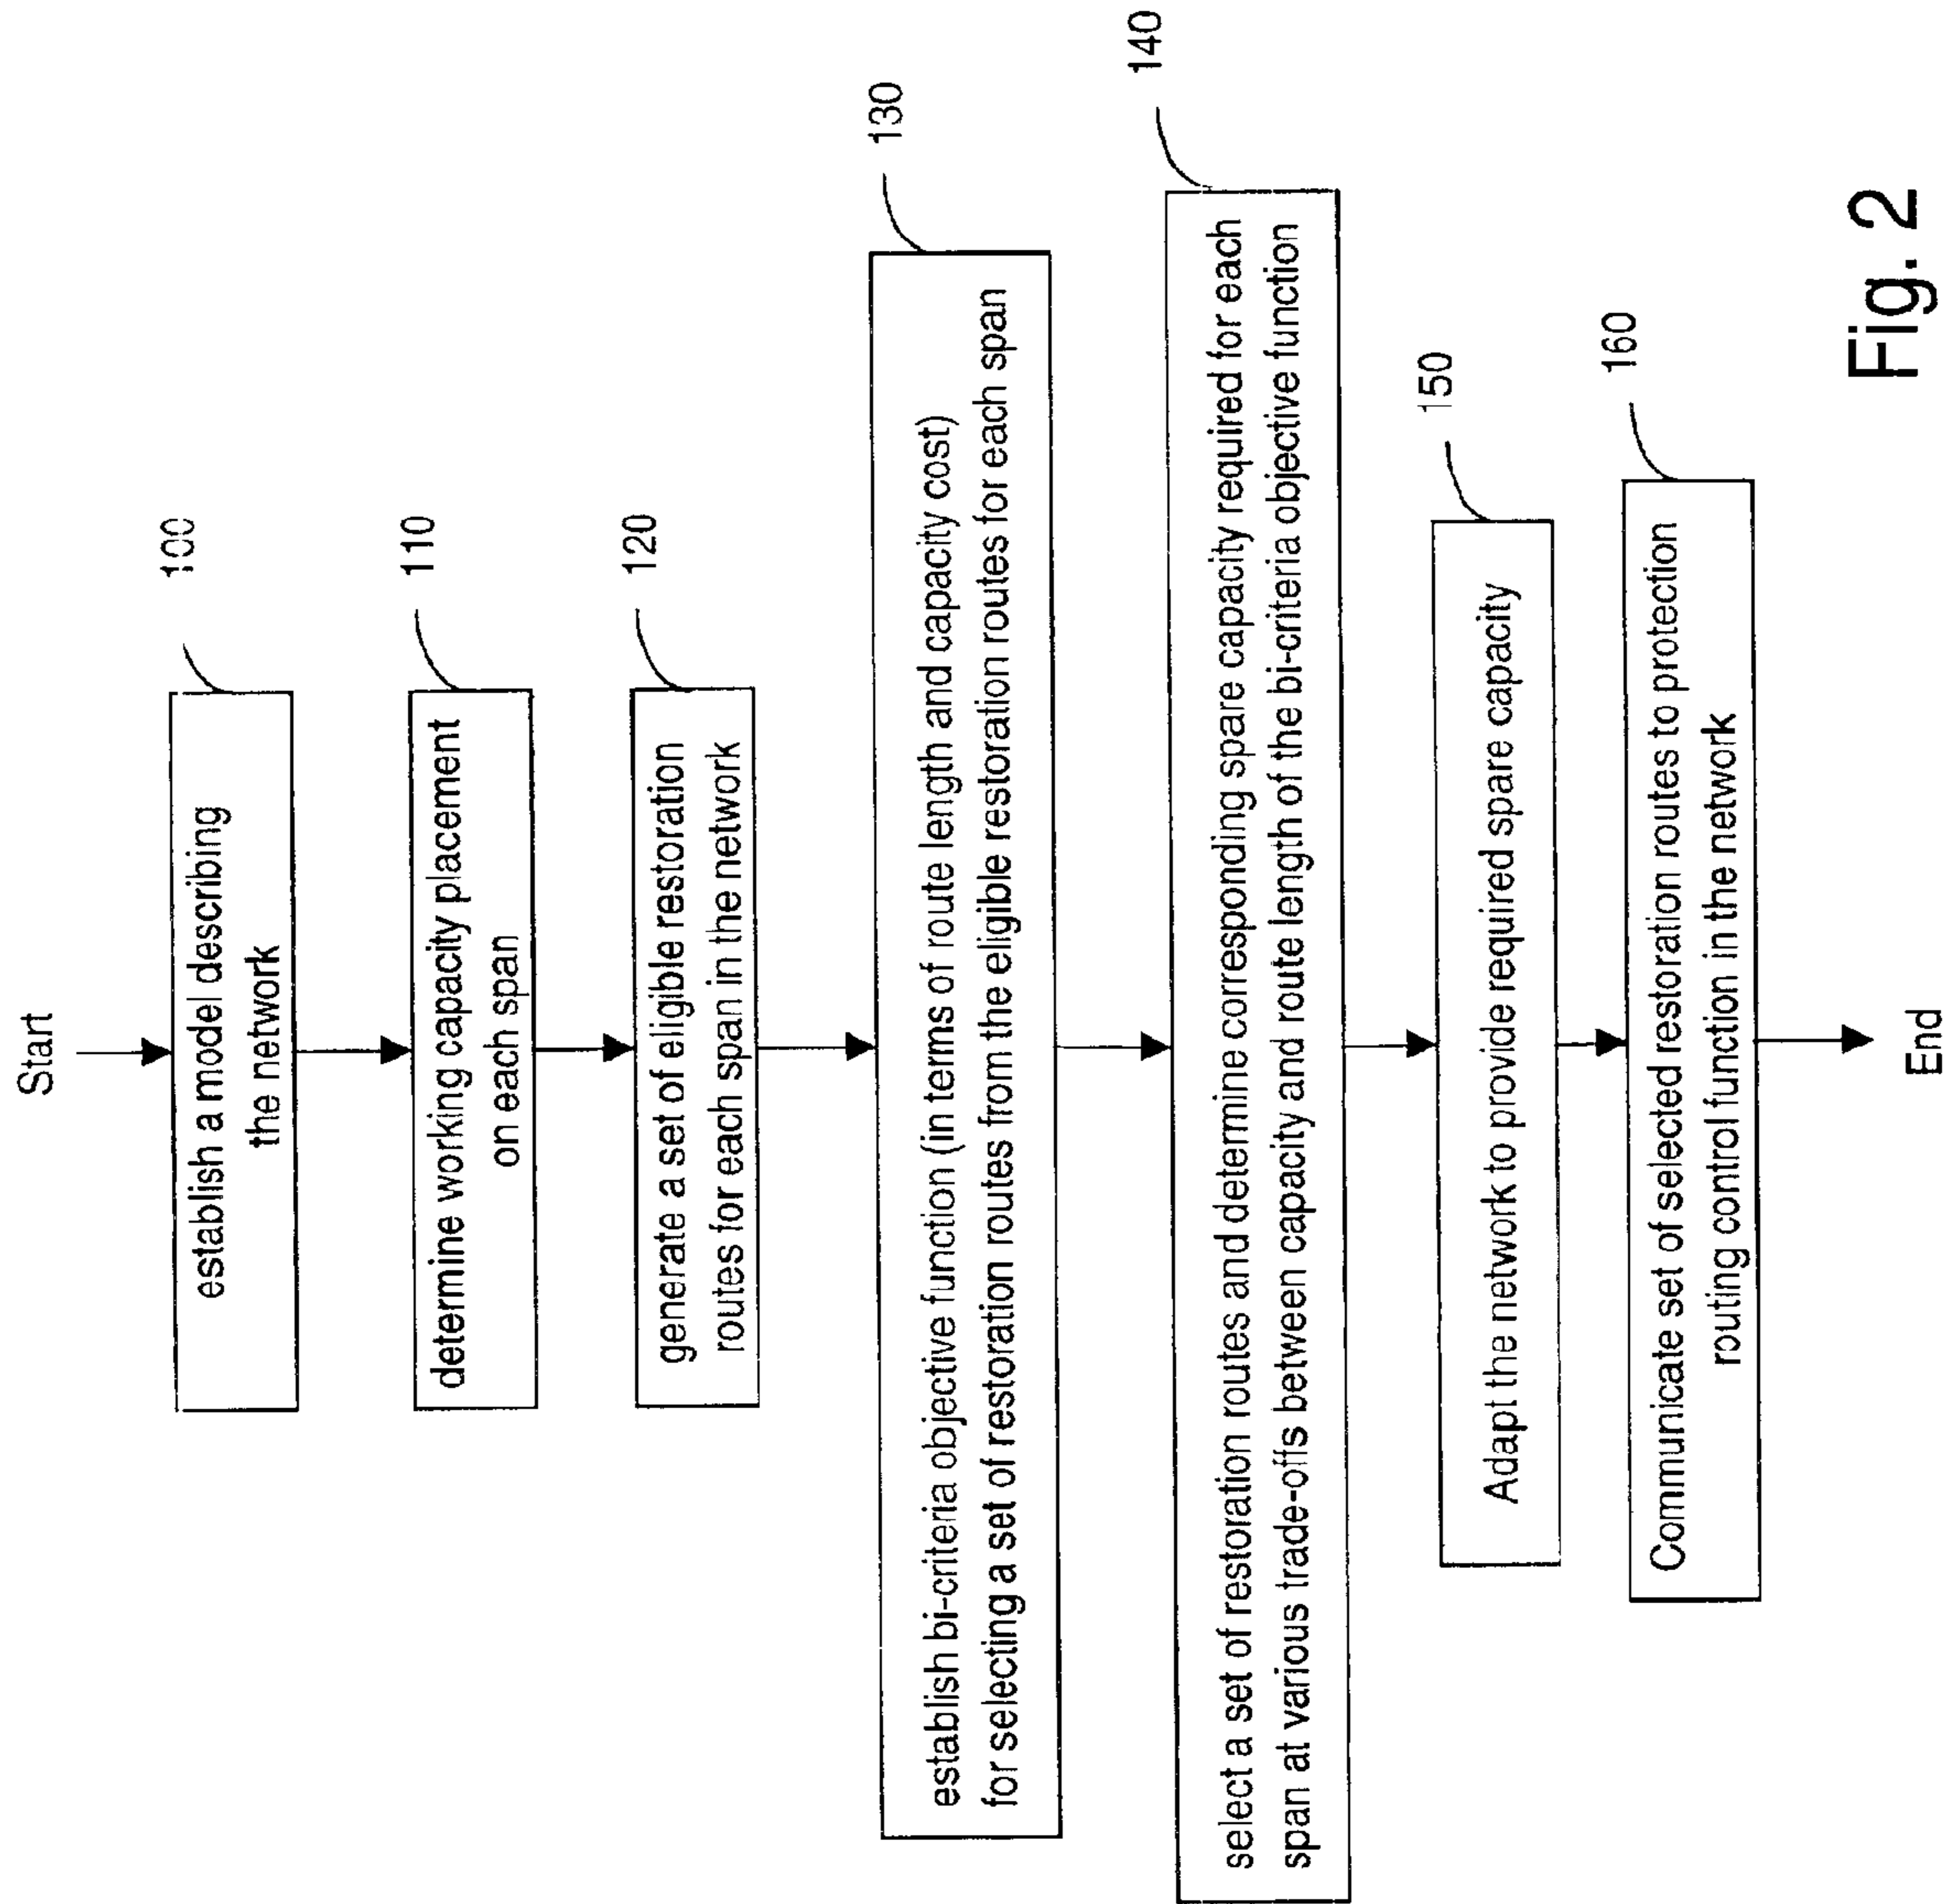 Start
100
establish a model describing
the network
110
determine working capacity placement
on each span
120
generate a set of eligible restoration
routes for each span in the network
130
establish bi-criteria objective function (in terms of route length and capacity cost)
for selecting a set of restoration routes from the eligible restoration routes for each span
140
select a set of restoration routes and determine corresponding spare capacity required for each
span at various trade-offs between capacity and route length of the bi-criteria objective function
150
Adapt the network to provide required spare capacity
160
Communicate set of selected restoration routes to protection
routing control function in the network
End
Fig. 2